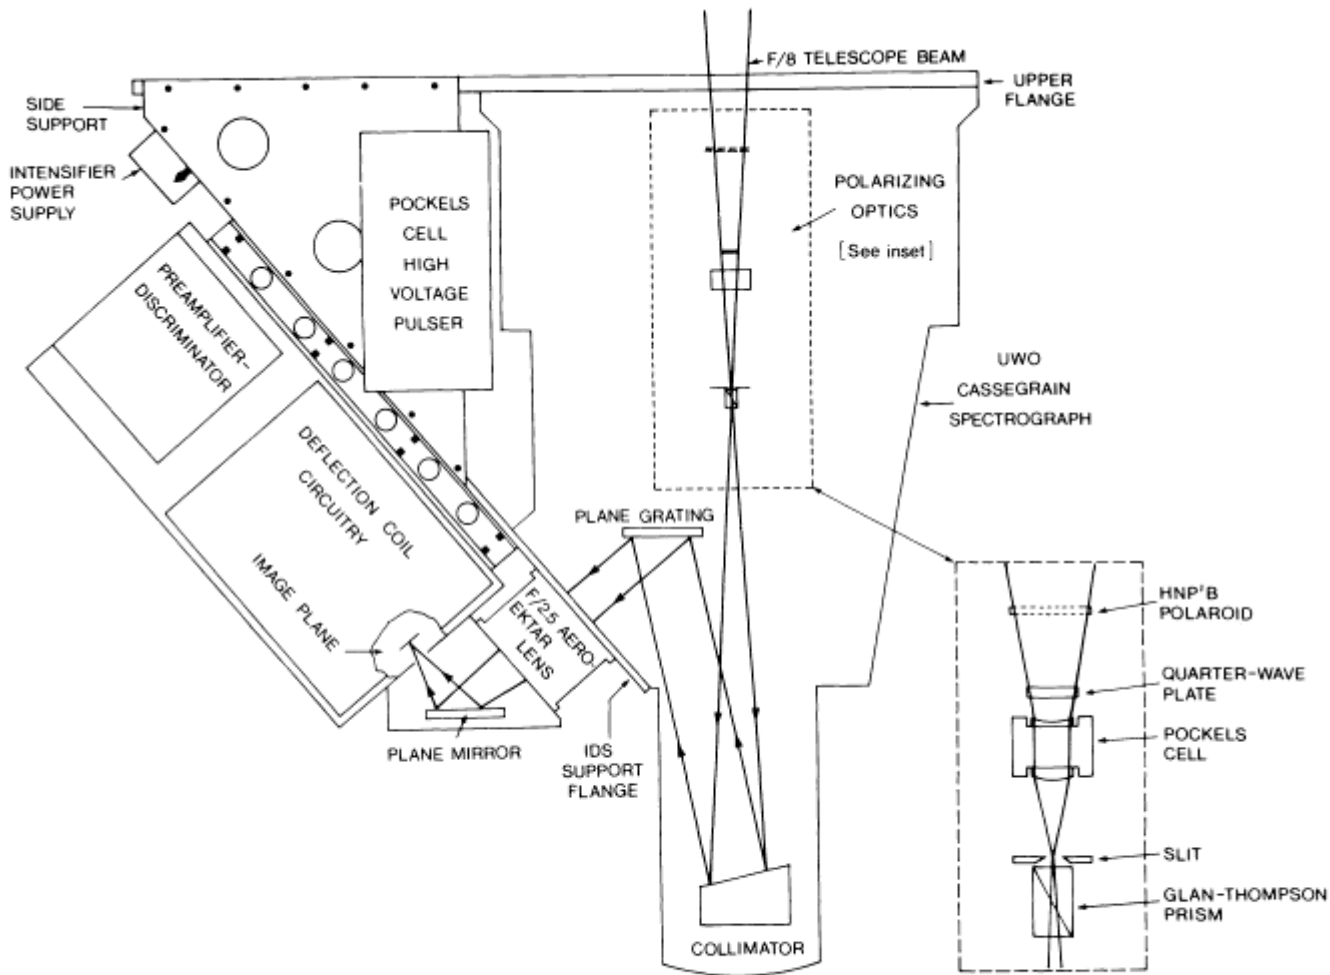 F/8 TELESCOPE BEAM
UPPER
FLANGE
SIDE
SUPPORT
INTENSIFIER
POWER
SUPPLY
POCKELS
CELL
HIGH
VOLTAGE
PULSER
POLARIZING
OPTICS
[See inset]
PREAMPLIFIER-
DISCRIMINATOR
UWO
CASSEGRAIN
SPECTROGRAPH
DEFLECTION COIL
CIRCUITRY
IMAGE PLANE
PLANE GRATING
F/2.5 AERO-
EKTAR
LENS
PLANE MIRROR
IDS
SUPPORT
FLANGE
COLLIMATOR
HNP'B
POLAROID
QUARTER-WAVE
PLATE
POCKELS
CELL
SLIT
GLAN-THOMPSON
PRISM